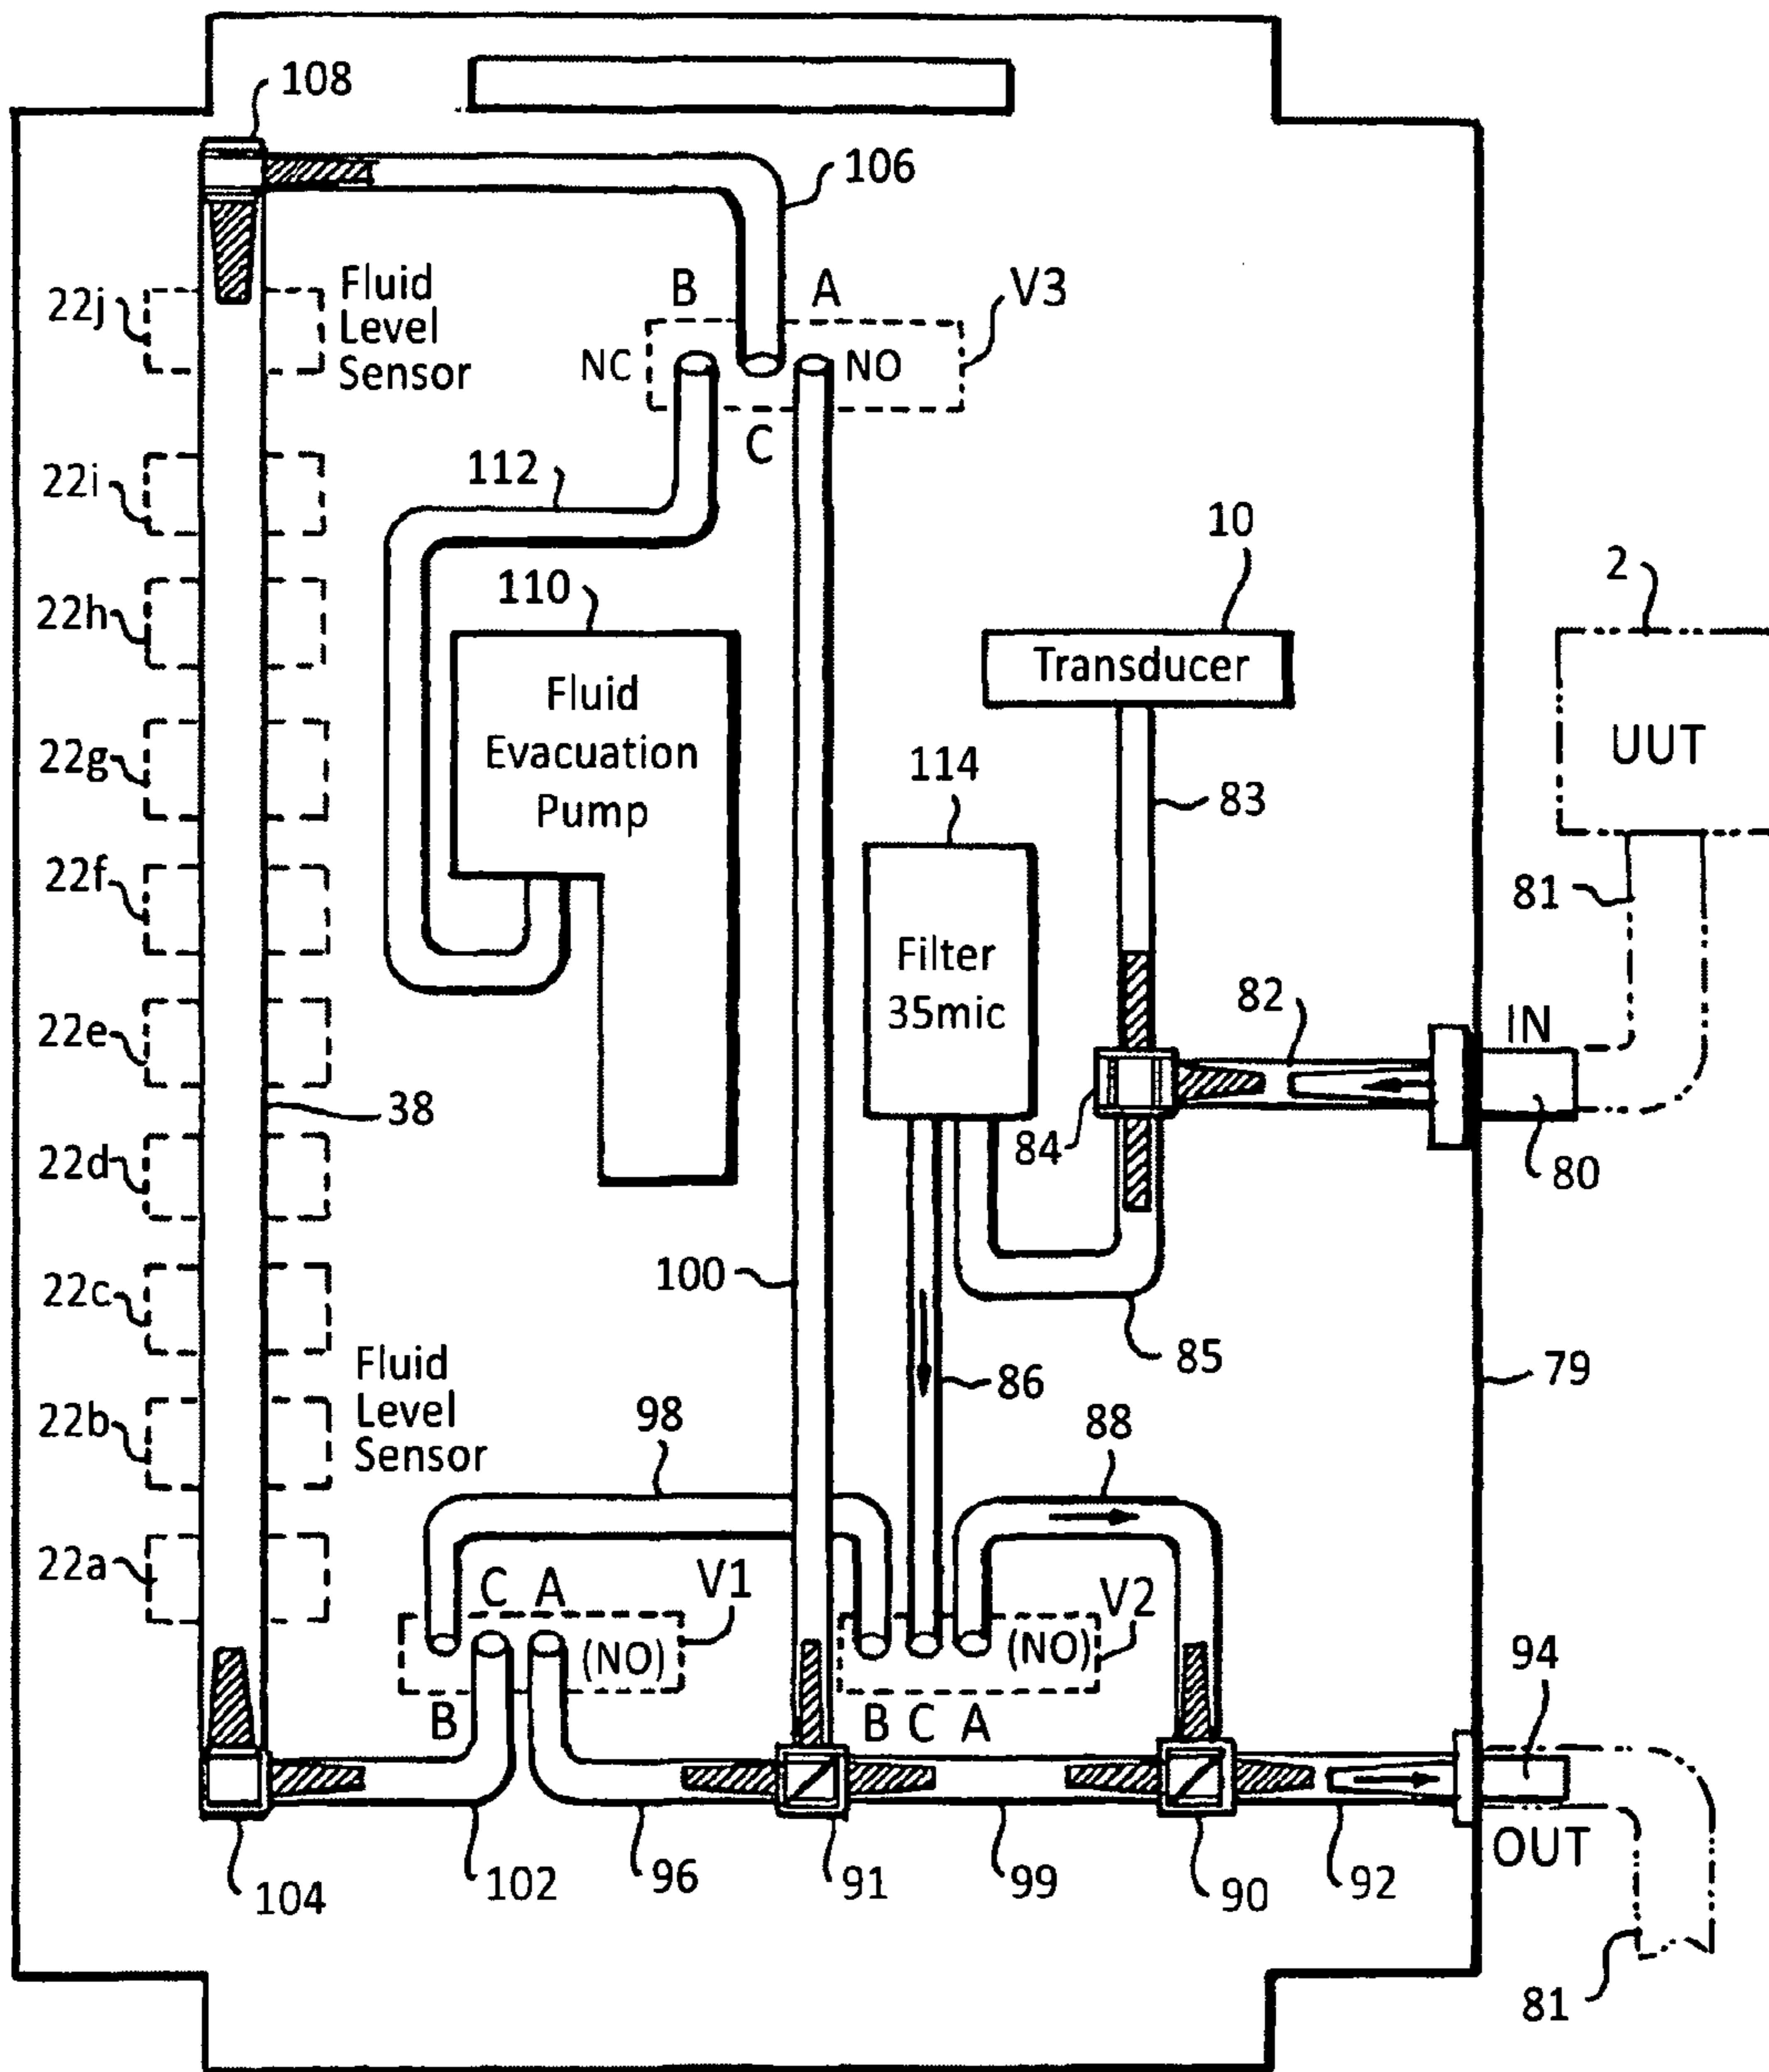 108
106
B
A
V3
22j
Fluid
Level
Sensor
NC
NO
C
22i
112
10
2
22h
110
Transducer
Fluid
Evacuation
Pump
UUT
22g
114
83
22f
81
Filter
35mic
22e
82
IN
38
84
80
22d
100
22c
85
86
79
Fluid
Level
Sensor
22b
98
88
22a
C
A
V1
V2
(NO)
(NO)
94
B
B
C
A
OUT
104
102
96
91
99
90
92
81